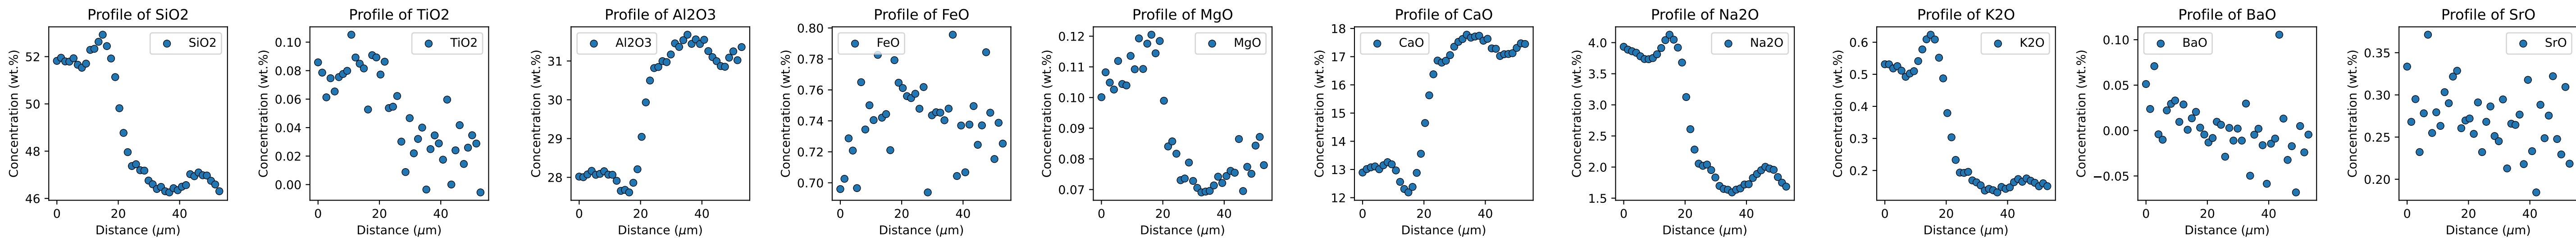 Profile of SiO2
Concentration (wt.%)
52
50
48
46
SiO2
0 20 40
Distance (μm)
Profile of TiO2
Concentration (wt.%)
0.10
0.08
0.06
0.04
0.02
0.00
TiO2
0 20 40
Distance (μm)
Profile of Al2O3
Concentration (wt.%)
31
30
29
28
Al2O3
0 20 40
Distance (μm)
Profile of FeO
Concentration (wt.%)
0.80
0.78
0.76
0.74
0.72
0.70
FeO
0 20 40
Distance (μm)
Profile of MgO
Concentration (wt.%)
0.12
0.11
0.10
0.09
0.08
0.07
MgO
0 20 40
Distance (μm)
Profile of CaO
Concentration (wt.%)
18
17
16
15
14
13
12
CaO
0 20 40
Distance (μm)
Profile of Na2O
Concentration (wt.%)
4.0
3.5
3.0
2.5
2.0
1.5
Na2O
0 20 40
Distance (μm)
Profile of K2O
Concentration (wt.%)
0.6
0.5
0.4
0.3
0.2
K2O
0 20 40
Distance (μm)
Profile of BaO
Concentration (wt.%)
0.10
0.05
0.00
−0.05
BaO
0 20 40
Distance (μm)
Profile of SrO
Concentration (wt.%)
0.35
0.30
0.25
0.20
SrO
0 20 40
Distance (μm)